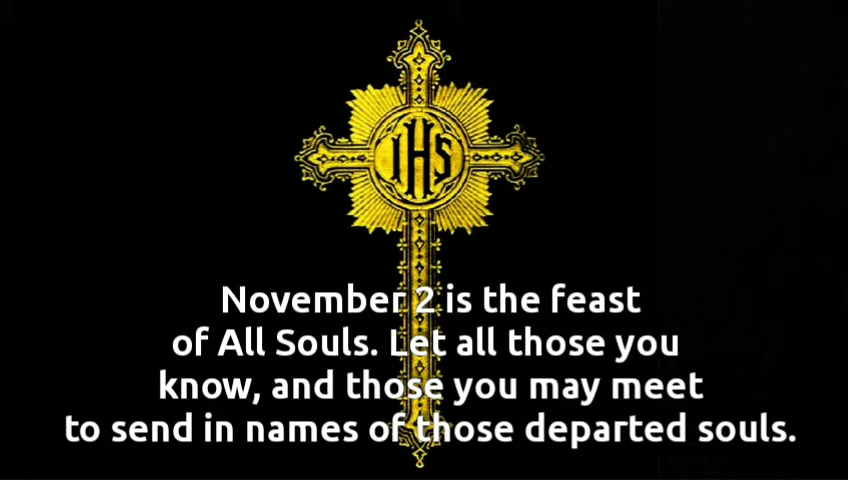 IHS
November 2 is the feast
of All Souls. Let all those you
know, and those you may meet
to send in names of those departed souls.